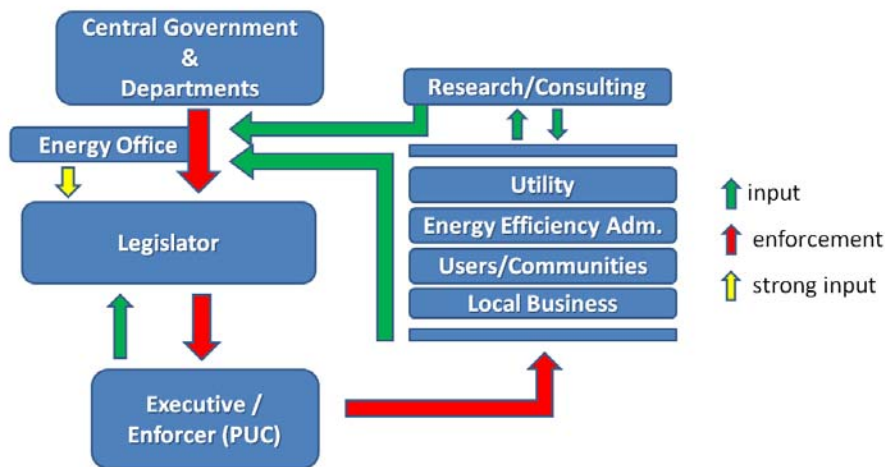 Central Government
&
Departments
Research/Consulting
Energy Office
Utility
input
Energy Efficiency Adm.
enforcement
Legislator
Users/Communities
strong input
Local Business
Executive /
Enforcer (PUC)